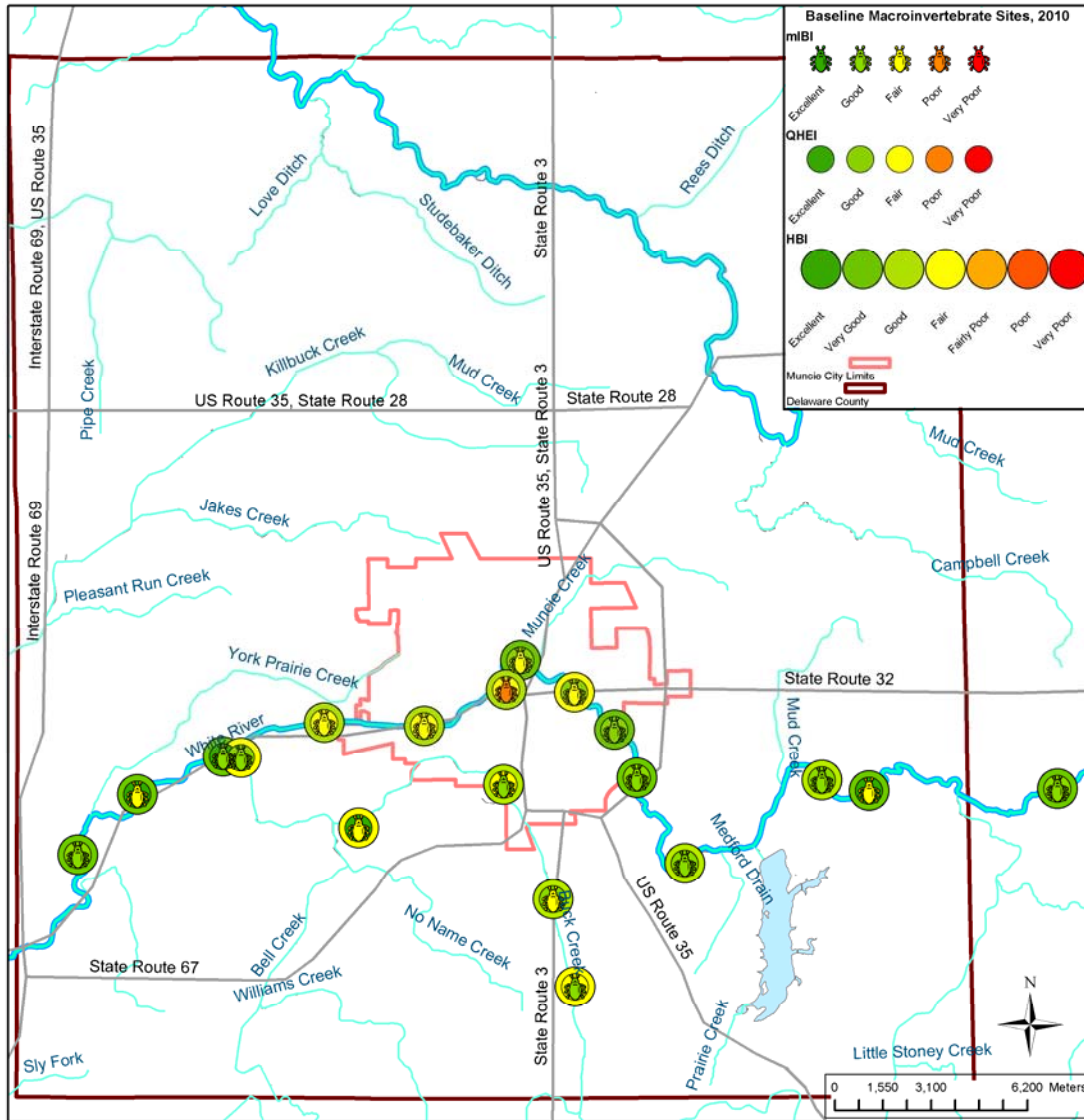 Baseline Macroinvertebrate Sites, 2010
mIBI
Excellent
Good
Fair
Poor
Very Poor
QHEI
Excellent
Good
Fair
Poor
Very Poor
HBI
Excellent
Very Good
Good
Fair
Fairly Poor
Poor
Very Poor
Muncie City Limits
Delaware County
Interstate Route 69, US Route 35
Love Ditch
Studebaker Ditch
State Route 3
Rees Ditch
Pipe Creek
Killbuck Creek
Mud Creek
US Route 35, State Route 28
US Route 35, State Route 3
State Route 28
Mud Creek
Interstate Route 69
Jakes Creek
Pleasant Run Creek
Muncie Creek
Campbell Creek
York Prairie Creek
State Route 32
White River
Mud Creek
Medford Drain
Buck Creek
US Route 35
No Name Creek
Bell Creek
State Route 67
Williams Creek
State Route 3
Prairie Creek
Sly Fork
Little Stoney Creek
N
0 1,550 3,100 6,200 Meters